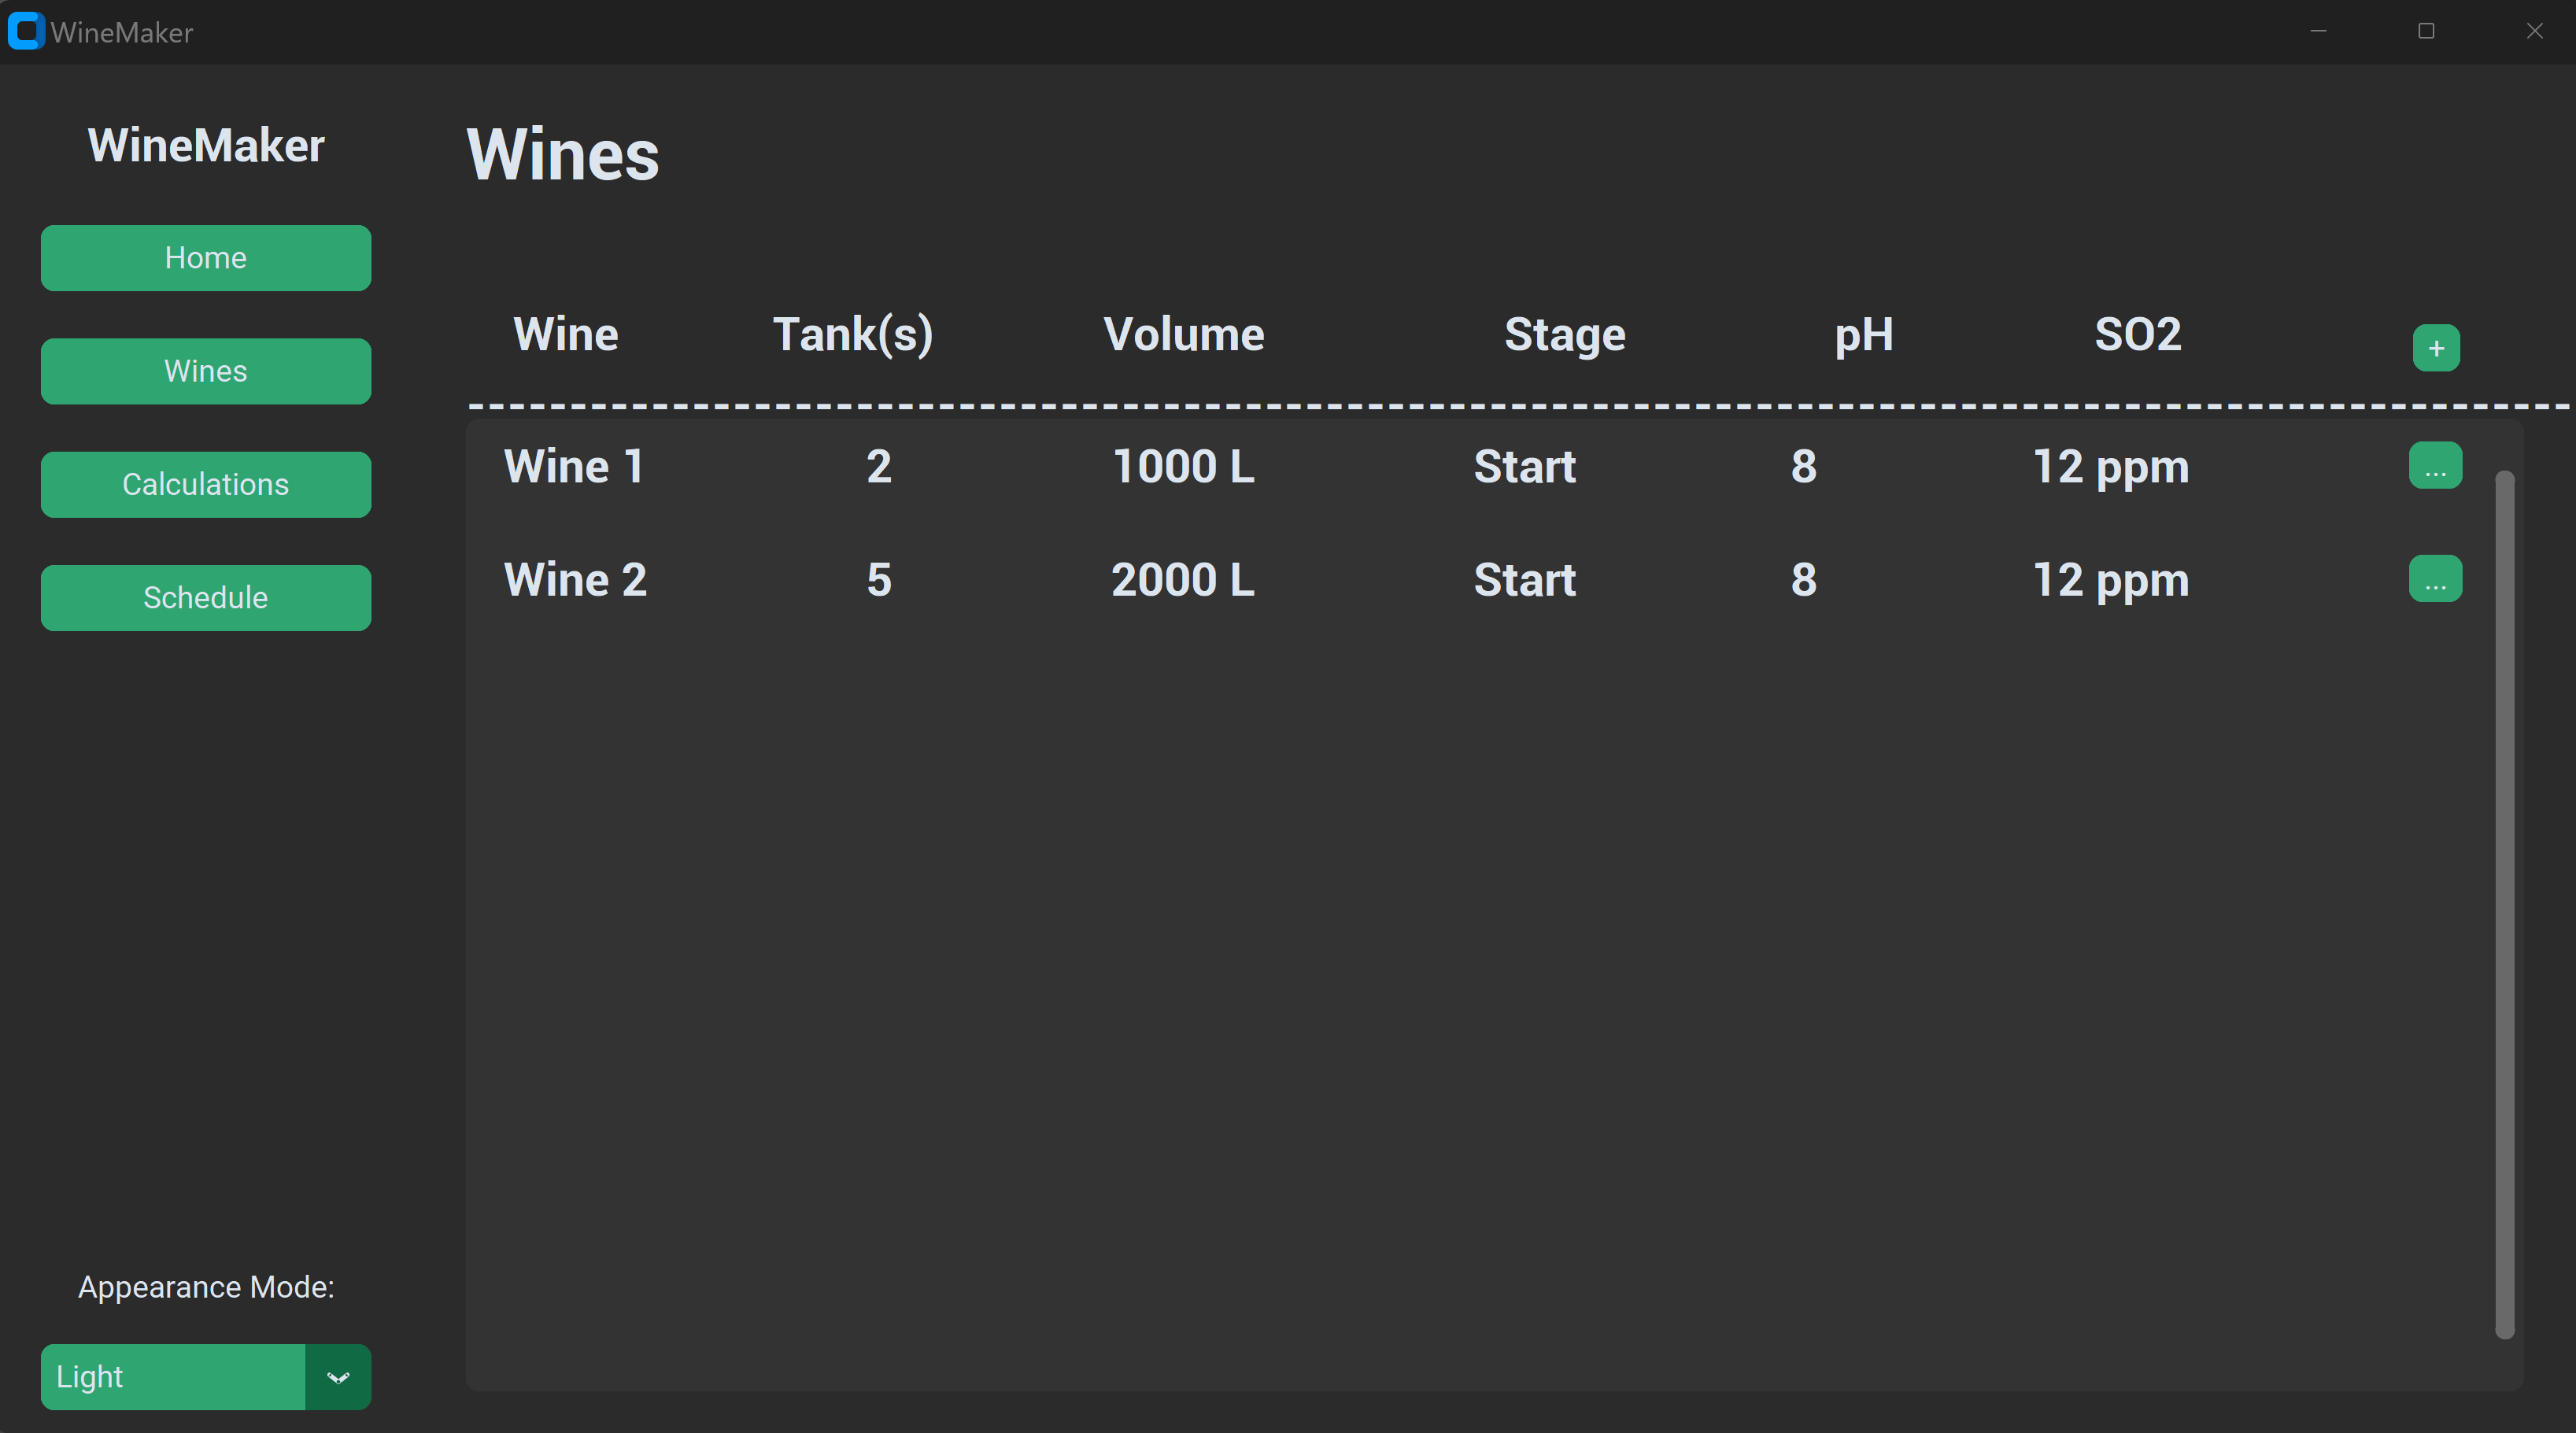 WineMaker
WineMaker
Home
Wines
Calculations
Schedule
Appearance Mode:
Light
Wines
Wine Tank(s) Volume Stage pH SO2 +
-------------------------------------------------------------------------------------------------------
Wine 1 2 1000 L Start 8 12 ppm ...
Wine 2 5 2000 L Start 8 12 ppm ...